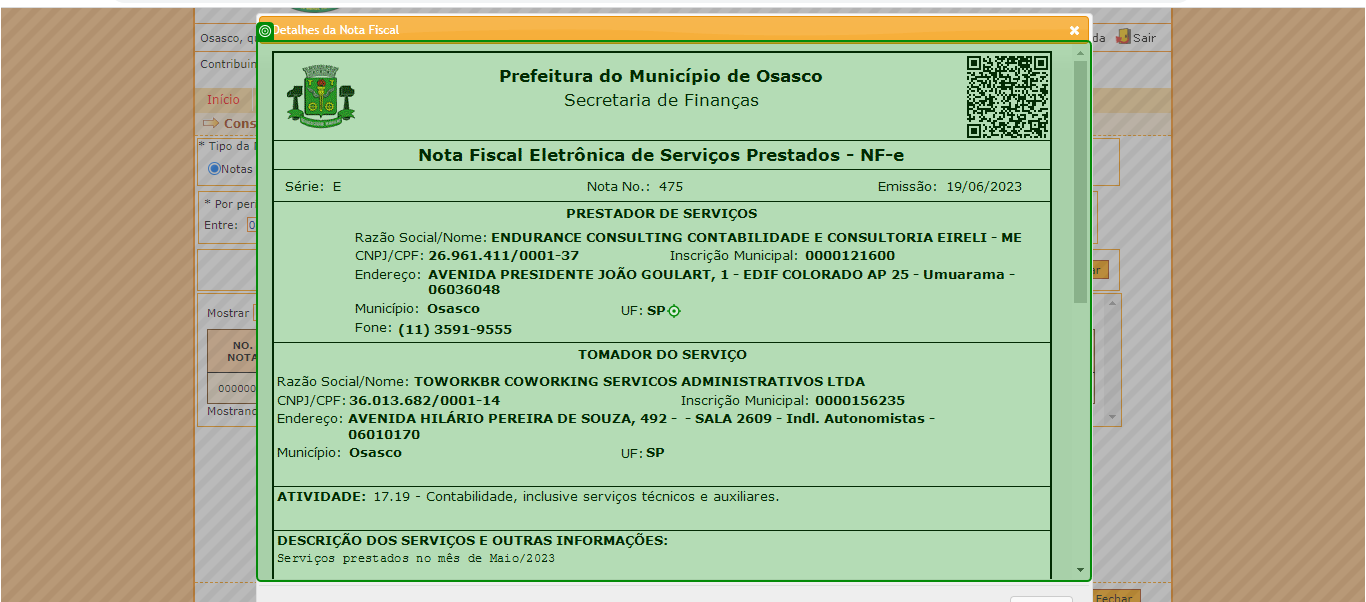 Detalhes da Nota Fiscal
Osasco, q
da Sair
Contribuin
Início
Cons
* Tipo da
Notas
* Por per
Entre: 0
ar
Mostrar
NO.
NOTA
000000
Mostrand
Prefeitura do Município de Osasco
Secretaria de Finanças
Nota Fiscal Eletrônica de Serviços Prestados - NF-e
Série: E Nota No.: 475 Emissão: 19/06/2023
PRESTADOR DE SERVIÇOS
Razão Social/Nome: ENDURANCE CONSULTING CONTABILIDADE E CONSULTORIA EIRELI - ME
CNPJ/CPF: 26.961.411/0001-37 Inscrição Municipal: 0000121600
Endereço: AVENIDA PRESIDENTE JOÃO GOULART, 1 - EDIF COLORADO AP 25 - Umuarama -
06036048
Município: Osasco UF: SP
Fone: (11) 3591-9555
TOMADOR DO SERVIÇO
Razão Social/Nome: TOWORKBR COWORKING SERVICOS ADMINISTRATIVOS LTDA
CNPJ/CPF: 36.013.682/0001-14 Inscrição Municipal: 0000156235
Endereço: AVENIDA HILÁRIO PEREIRA DE SOUZA, 492 - - SALA 2609 - Indl. Autonomistas -
06010170
Município: Osasco UF: SP
ATIVIDADE: 17.19 - Contabilidade, inclusive serviços técnicos e auxiliares.
DESCRIÇÃO DOS SERVIÇOS E OUTRAS INFORMAÇÕES:
Serviços prestados no mês de Maio/2023
Fechar